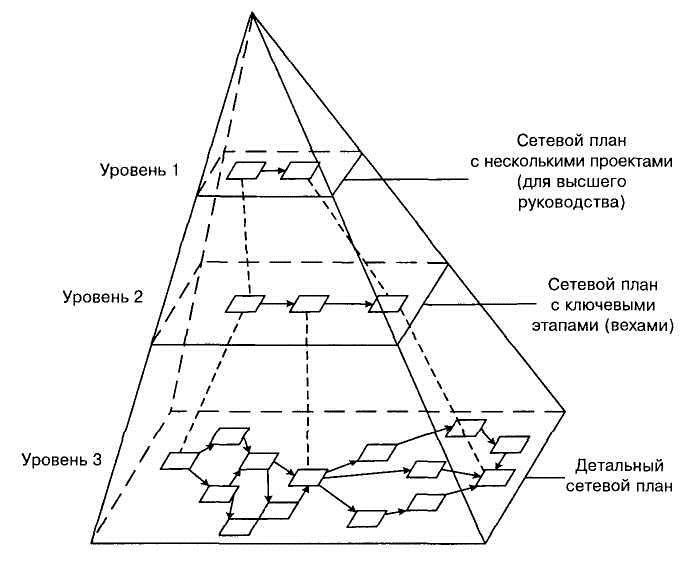 Уровень 1
Сетевой план
с несколькими проектами
(для высшего
руководства)
Уровень 2
Сетевой план
с ключевыми
этапами (вехами)
Уровень 3
Детальный
сетевой план